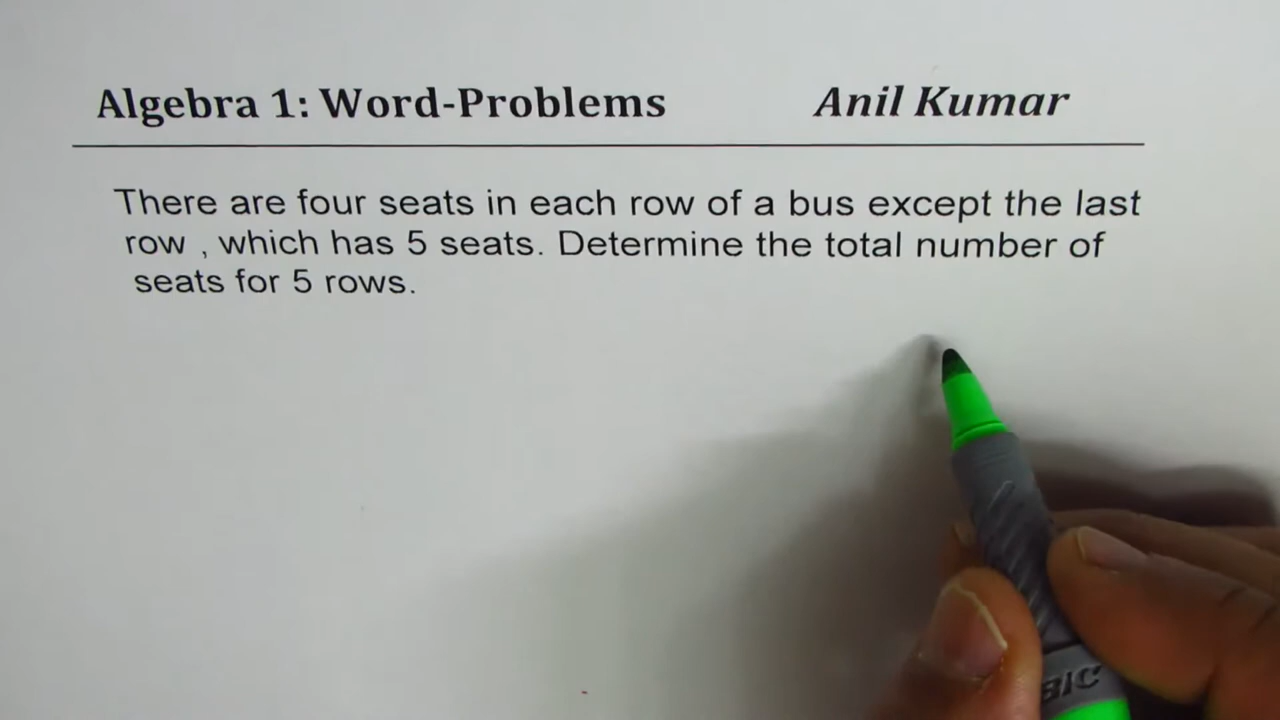 Algebra 1: Word-Problems Anil Kumar
There are four seats in each row of a bus except the last
row , which has 5 seats. Determine the total number of
seats for 5 rows.
BIC